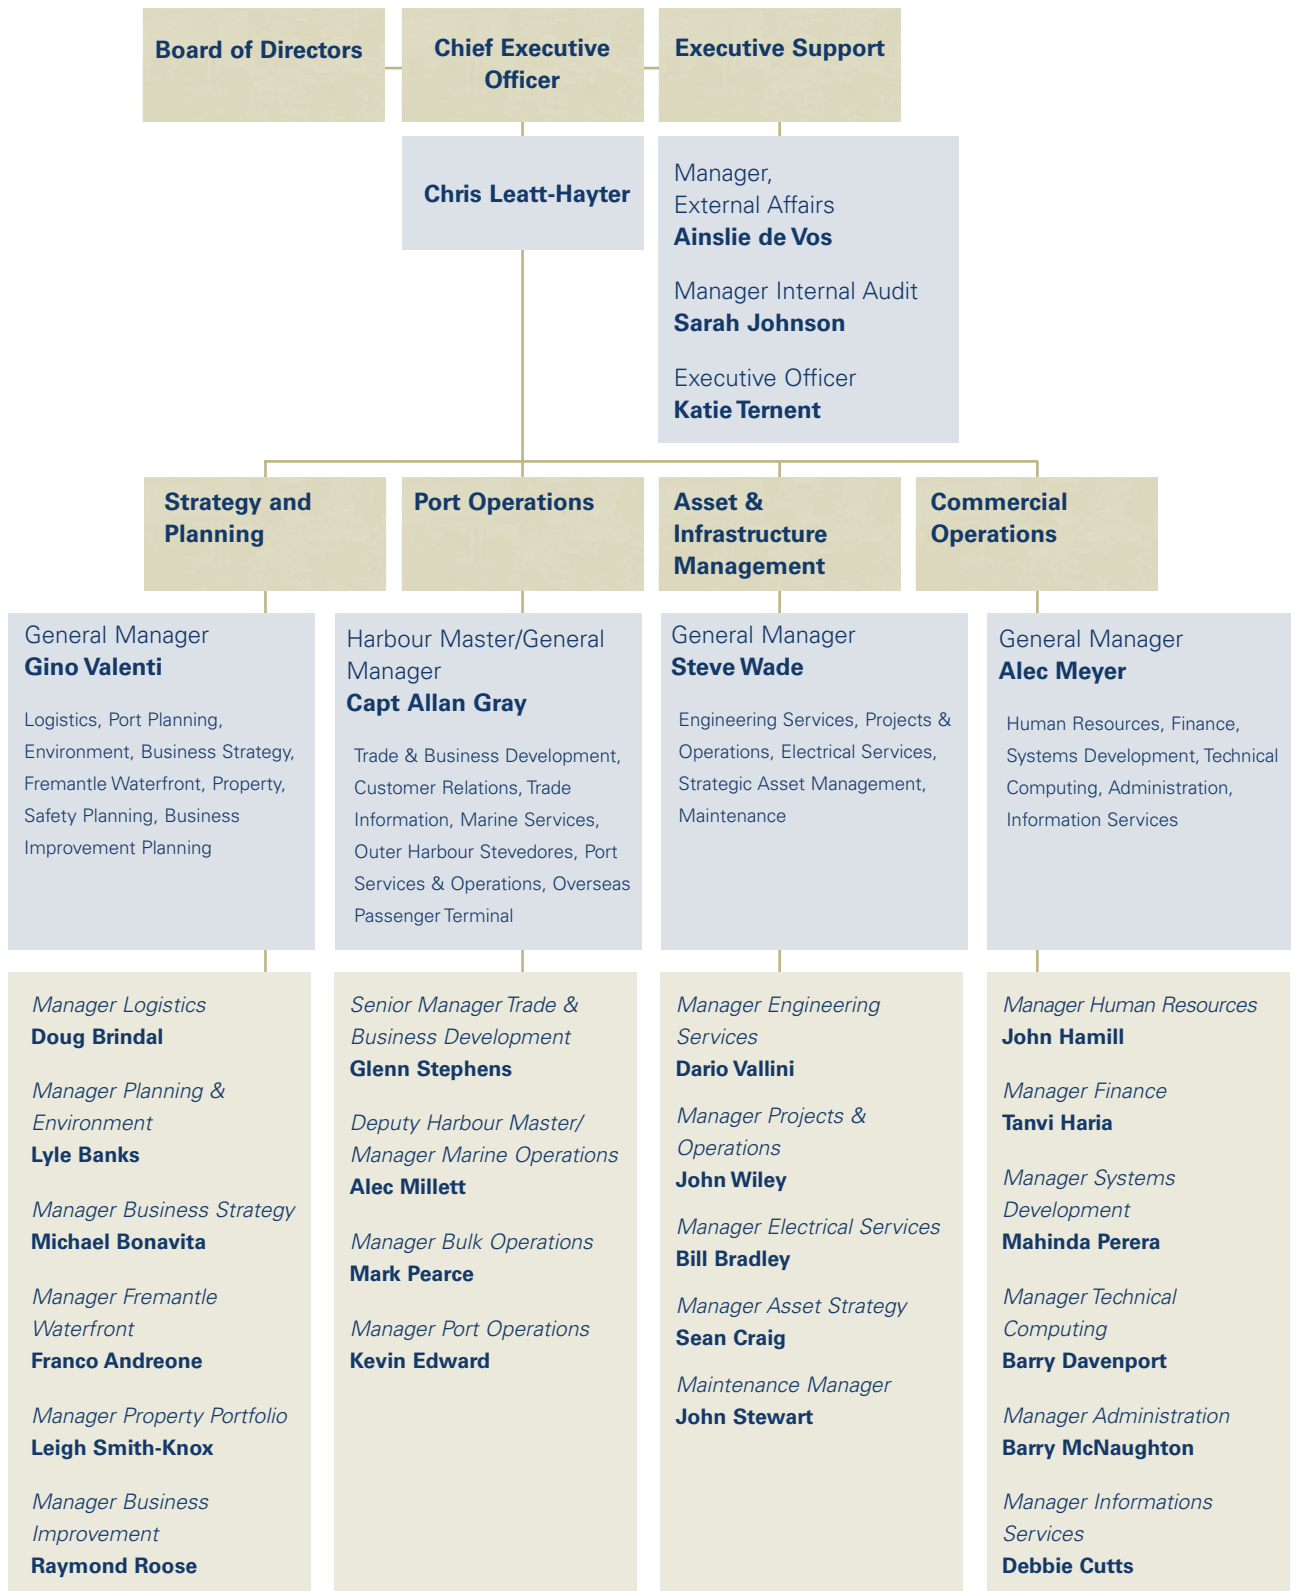 Board of Directors
Chief Executive
Officer
Executive Support
Chris Leatt-Hayter
Manager,
External Affairs
Ainslie de Vos
Manager Internal Audit
Sarah Johnson
Executive Officer
Katie Ternent
Strategy and
Planning
Port Operations
Asset &
Infrastructure
Management
Commercial
Operations
General Manager
Gino Valenti
Logistics, Port Planning,
Environment, Business Strategy,
Fremantle Waterfront, Property,
Safety Planning, Business
Improvement Planning
Harbour Master/General
Manager
Capt Allan Gray
Trade & Business Development,
Customer Relations, Trade
Information, Marine Services,
Outer Harbour Stevedores, Port
Services & Operations, Overseas
Passenger Terminal
General Manager
Steve Wade
Engineering Services, Projects &
Operations, Electrical Services,
Strategic Asset Management,
Maintenance
General Manager
Alec Meyer
Human Resources, Finance,
Systems Development, Technical
Computing, Administration,
Information Services
Manager Logistics
Doug Brindal
Manager Planning &
Environment
Lyle Banks
Manager Business Strategy
Michael Bonavita
Manager Fremantle
Waterfront
Franco Andreone
Manager Property Portfolio
Leigh Smith-Knox
Manager Business
Improvement
Raymond Roose
Senior Manager Trade &
Business Development
Glenn Stephens
Deputy Harbour Master/
Manager Marine Operations
Alec Millett
Manager Bulk Operations
Mark Pearce
Manager Port Operations
Kevin Edward
Manager Engineering
Services
Dario Vallini
Manager Projects &
Operations
John Wiley
Manager Electrical Services
Bill Bradley
Manager Asset Strategy
Sean Craig
Maintenance Manager
John Stewart
Manager Human Resources
John Hamill
Manager Finance
Tanvi Haria
Manager Systems
Development
Mahinda Perera
Manager Technical
Computing
Barry Davenport
Manager Administration
Barry McNaughton
Manager Informations
Services
Debbie Cutts